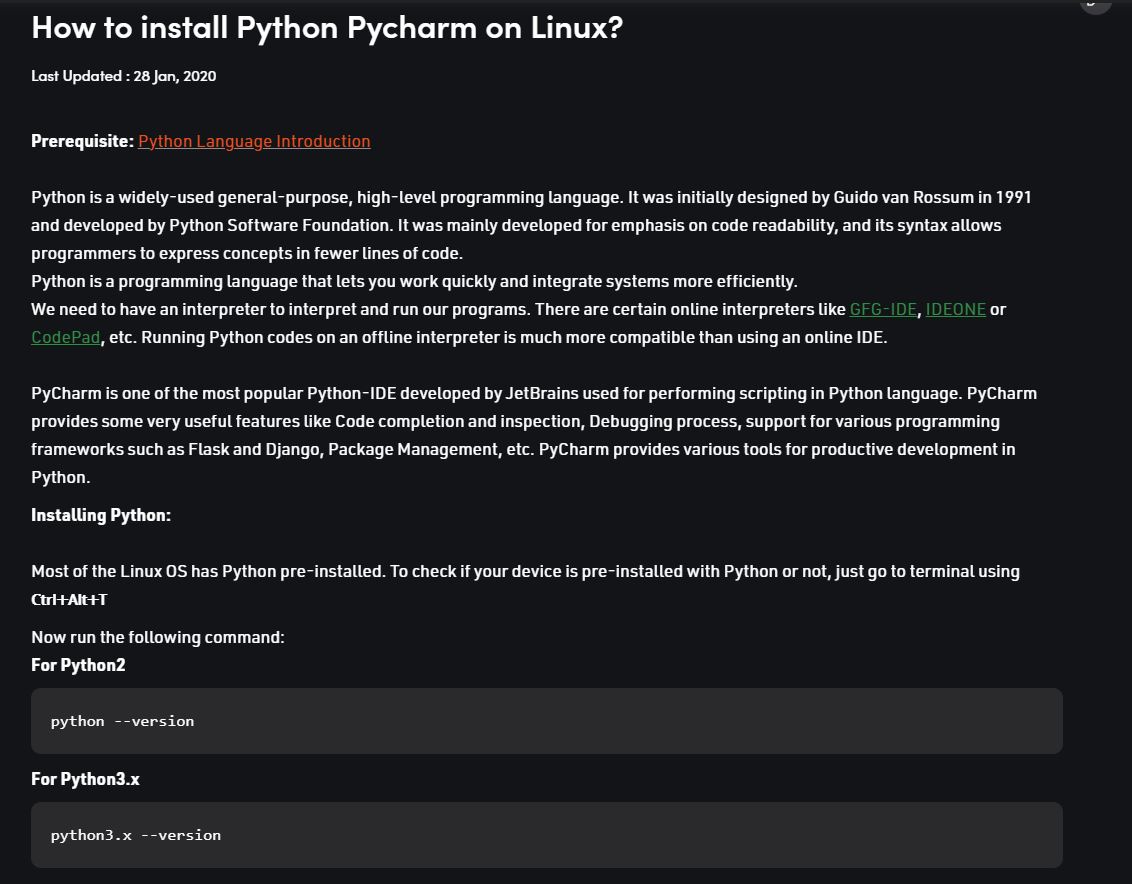 How to install Python Pycharm on Linux?
Last Updated : 28 Jan, 2020
Prerequisite: Python Language Introduction
Python is a widely-used general-purpose, high-level programming language. It was initially designed by Guido van Rossum in 1991
and developed by Python Software Foundation. It was mainly developed for emphasis on code readability, and its syntax allows
programmers to express concepts in fewer lines of code.
Python is a programming language that lets you work quickly and integrate systems more efficiently.
We need to have an interpreter to interpret and run our programs. There are certain online interpreters like GFG-IDE, IDEONE or
CodePad, etc. Running Python codes on an offline interpreter is much more compatible than using an online IDE.
PyCharm is one of the most popular Python-IDE developed by JetBrains used for performing scripting in Python language. PyCharm
provides some very useful features like Code completion and inspection, Debugging process, support for various programming
frameworks such as Flask and Django, Package Management, etc. PyCharm provides various tools for productive development in
Python.
Installing Python:
Most of the Linux OS has Python pre-installed. To check if your device is pre-installed with Python or not, just go to terminal using
Ctrl+Alt+T
Now run the following command:
For Python2
python --version
For Python3.x
python3.x --version